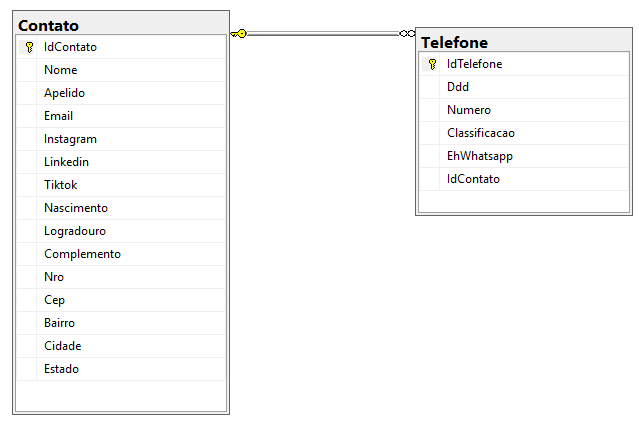 Contato
IdContato
Nome
Apelido
Email
Instagram
Linkedin
Tiktok
Nascimento
Logradouro
Complemento
Nro
Cep
Bairro
Cidade
Estado
Telefone
IdTelefone
Ddd
Numero
Classificacao
EhWhatsapp
IdContato